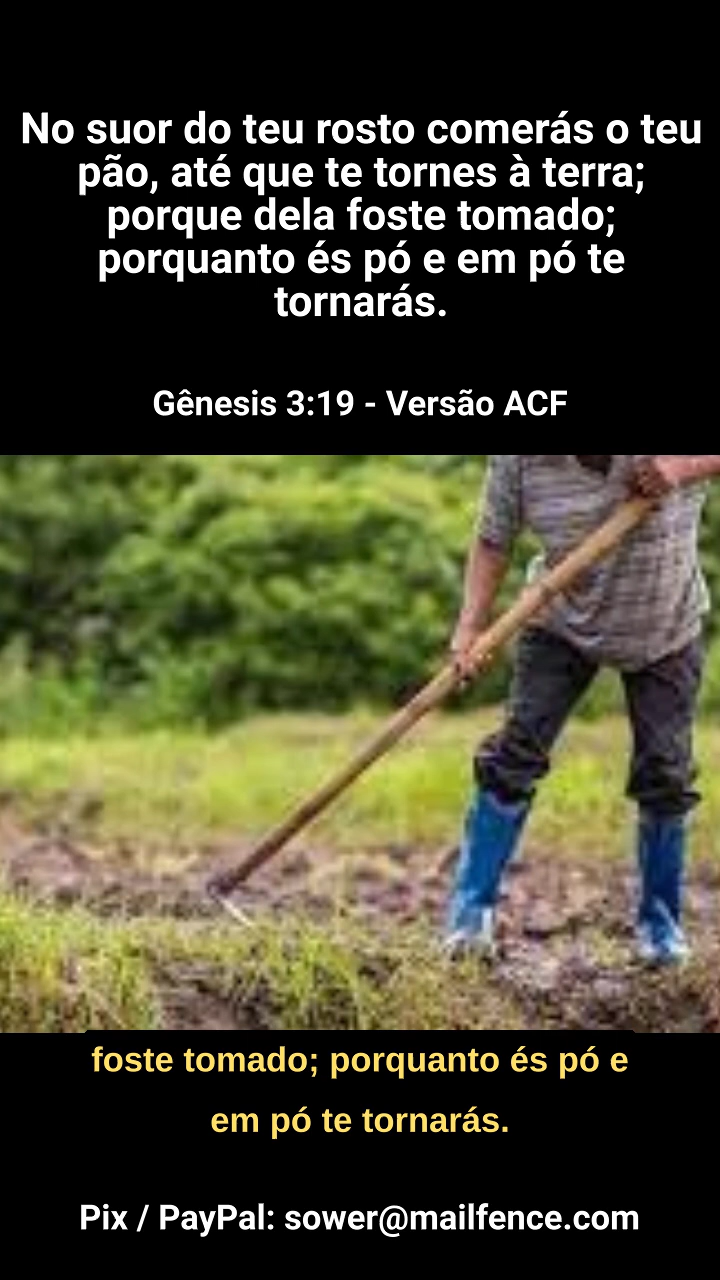 No suor do teu rosto comerás o teu
pão, até que te tornes à terra;
porque dela foste tomado;
porquanto és pó e em pó te
tornarás.
Gênesis 3:19 - Versão ACF
foste tomado; porquanto és pó e
em pó te tornarás.
Pix / PayPal: sower@mailfence.com